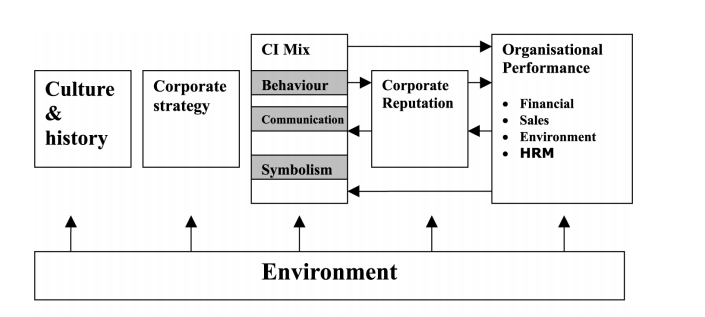 Culture
&
history
Corporate
strategy
CI Mix
Behaviour
Communication
Symbolism
Corporate
Reputation
Organisational
Performance
• Financial
• Sales
• Environment
• HRM
Environment